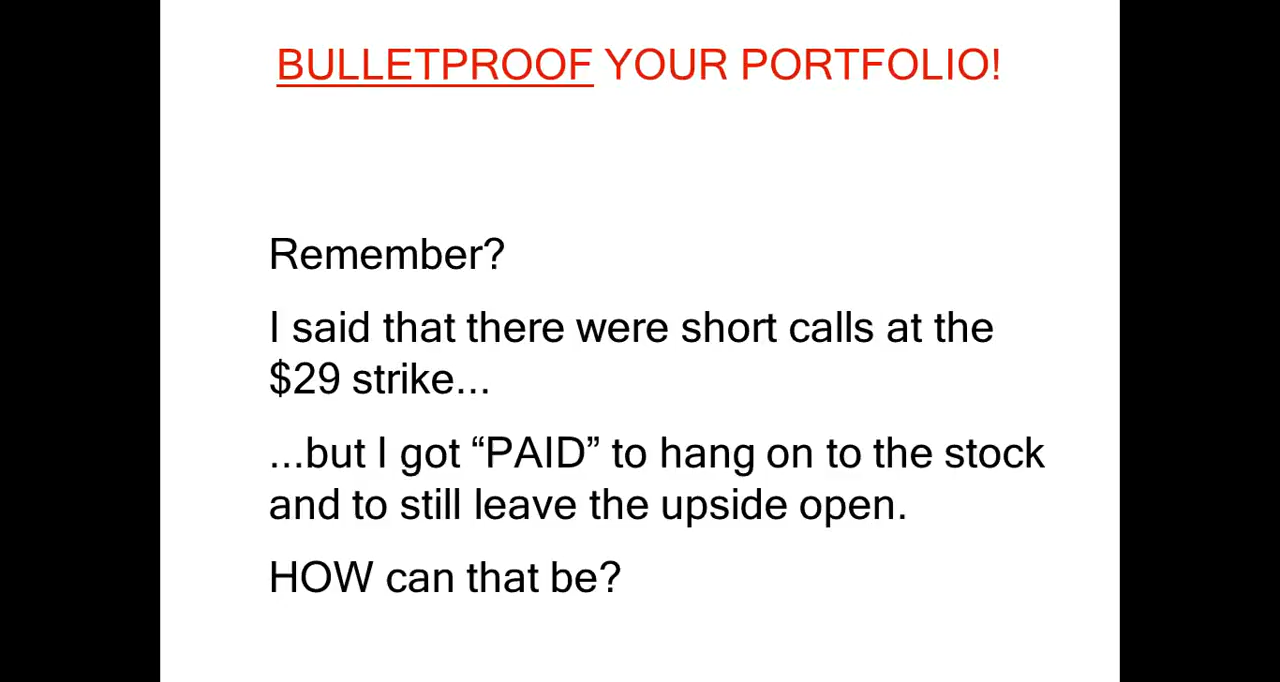 BULLETPROOF YOUR PORTFOLIO!
Remember?
I said that there were short calls at the
$29 strike...
...but I got “PAID” to hang on to the stock
and to still leave the upside open.
HOW can that be?